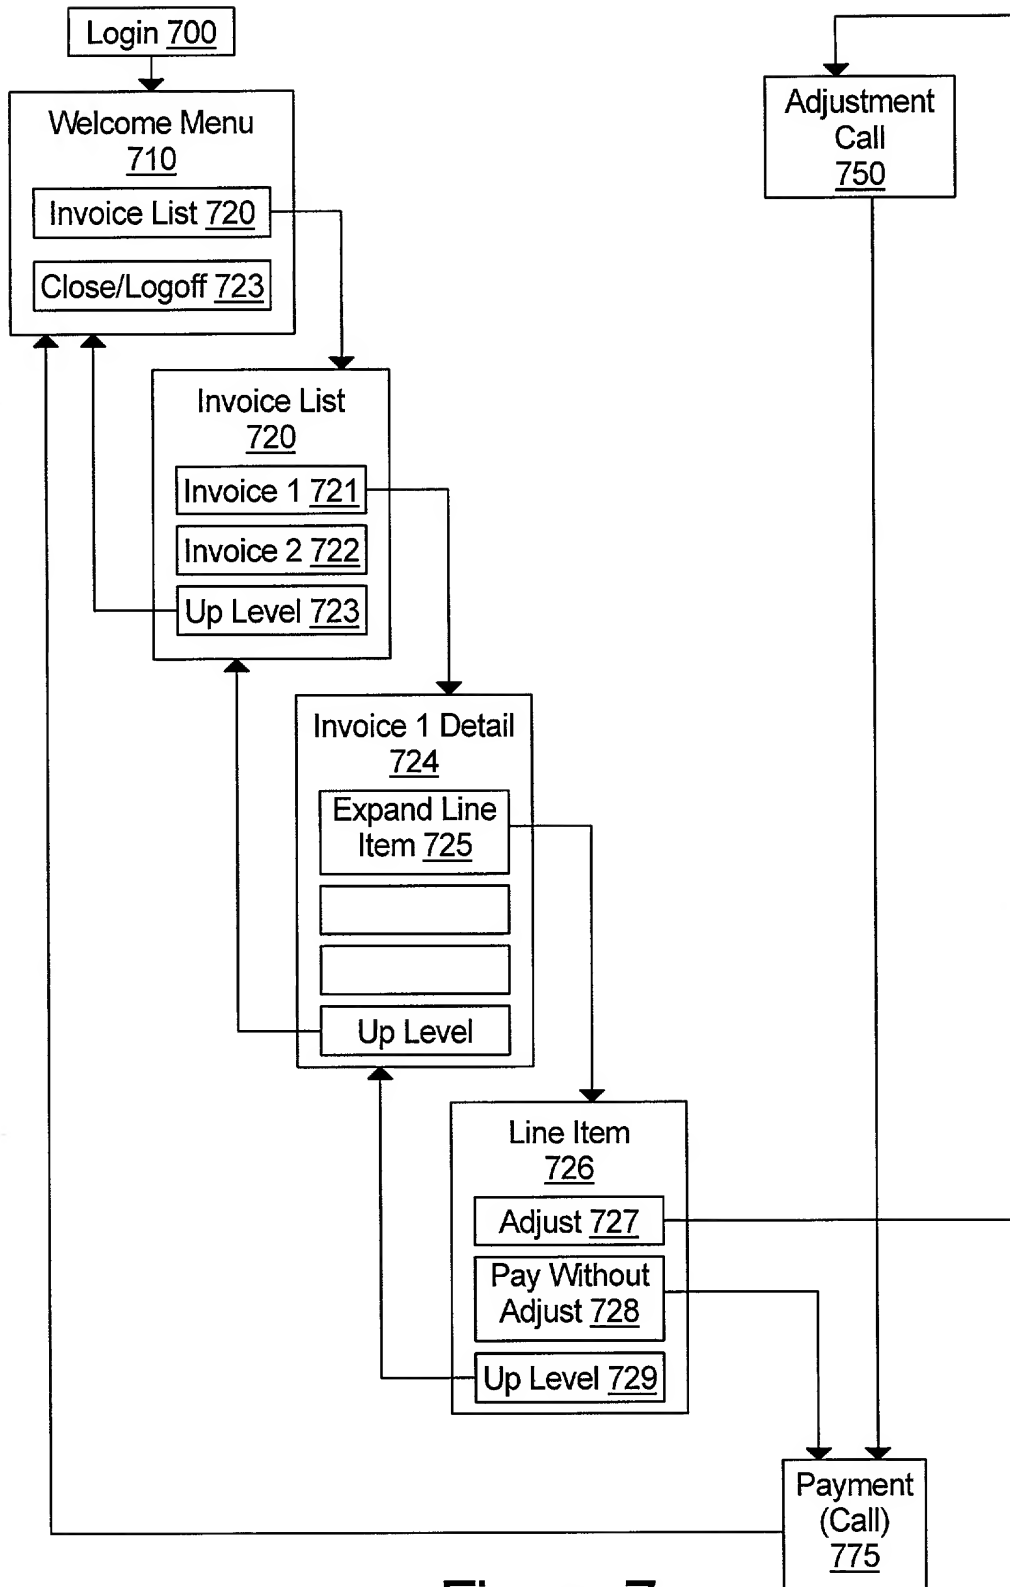 Login 700
Welcome Menu
710
Invoice List 720
Close/Logoff 723
Adjustment
Call
750
Invoice List
720
Invoice 1 721
Invoice 2 722
Up Level 723
Invoice 1 Detail
724
Expand Line
Item 725
Up Level
Line Item
726
Adjust 727
Pay Without
Adjust 728
Up Level 729
Payment
(Call)
775